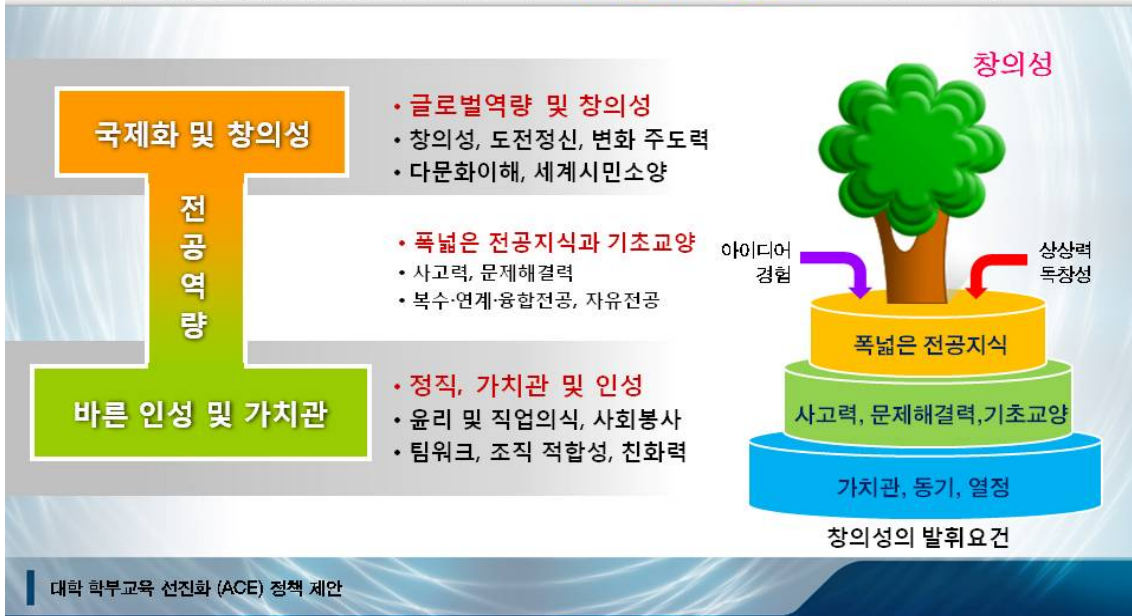 국제화 및 창의성
전
공
역
량
바른 인성 및 가치관
• 글로벌역량 및 창의성
• 창의성, 도전정신, 변화 주도력
• 다문화이해, 세계시민소양
• 폭넓은 전공지식과 기초교양
• 사고력, 문제해결력
• 복수·연계·융합전공, 자유전공
• 정직, 가치관 및 인성
• 윤리 및 직업의식, 사회봉사
• 팀워크, 조직 적합성, 친화력
창의성
아이디어
경험
상상력
독창성
폭넓은 전공지식
사고력, 문제해결력,기초교양
가치관, 동기, 열정
창의성의 발휘요건
대학 학부교육 선진화 (ACE) 정책 제안